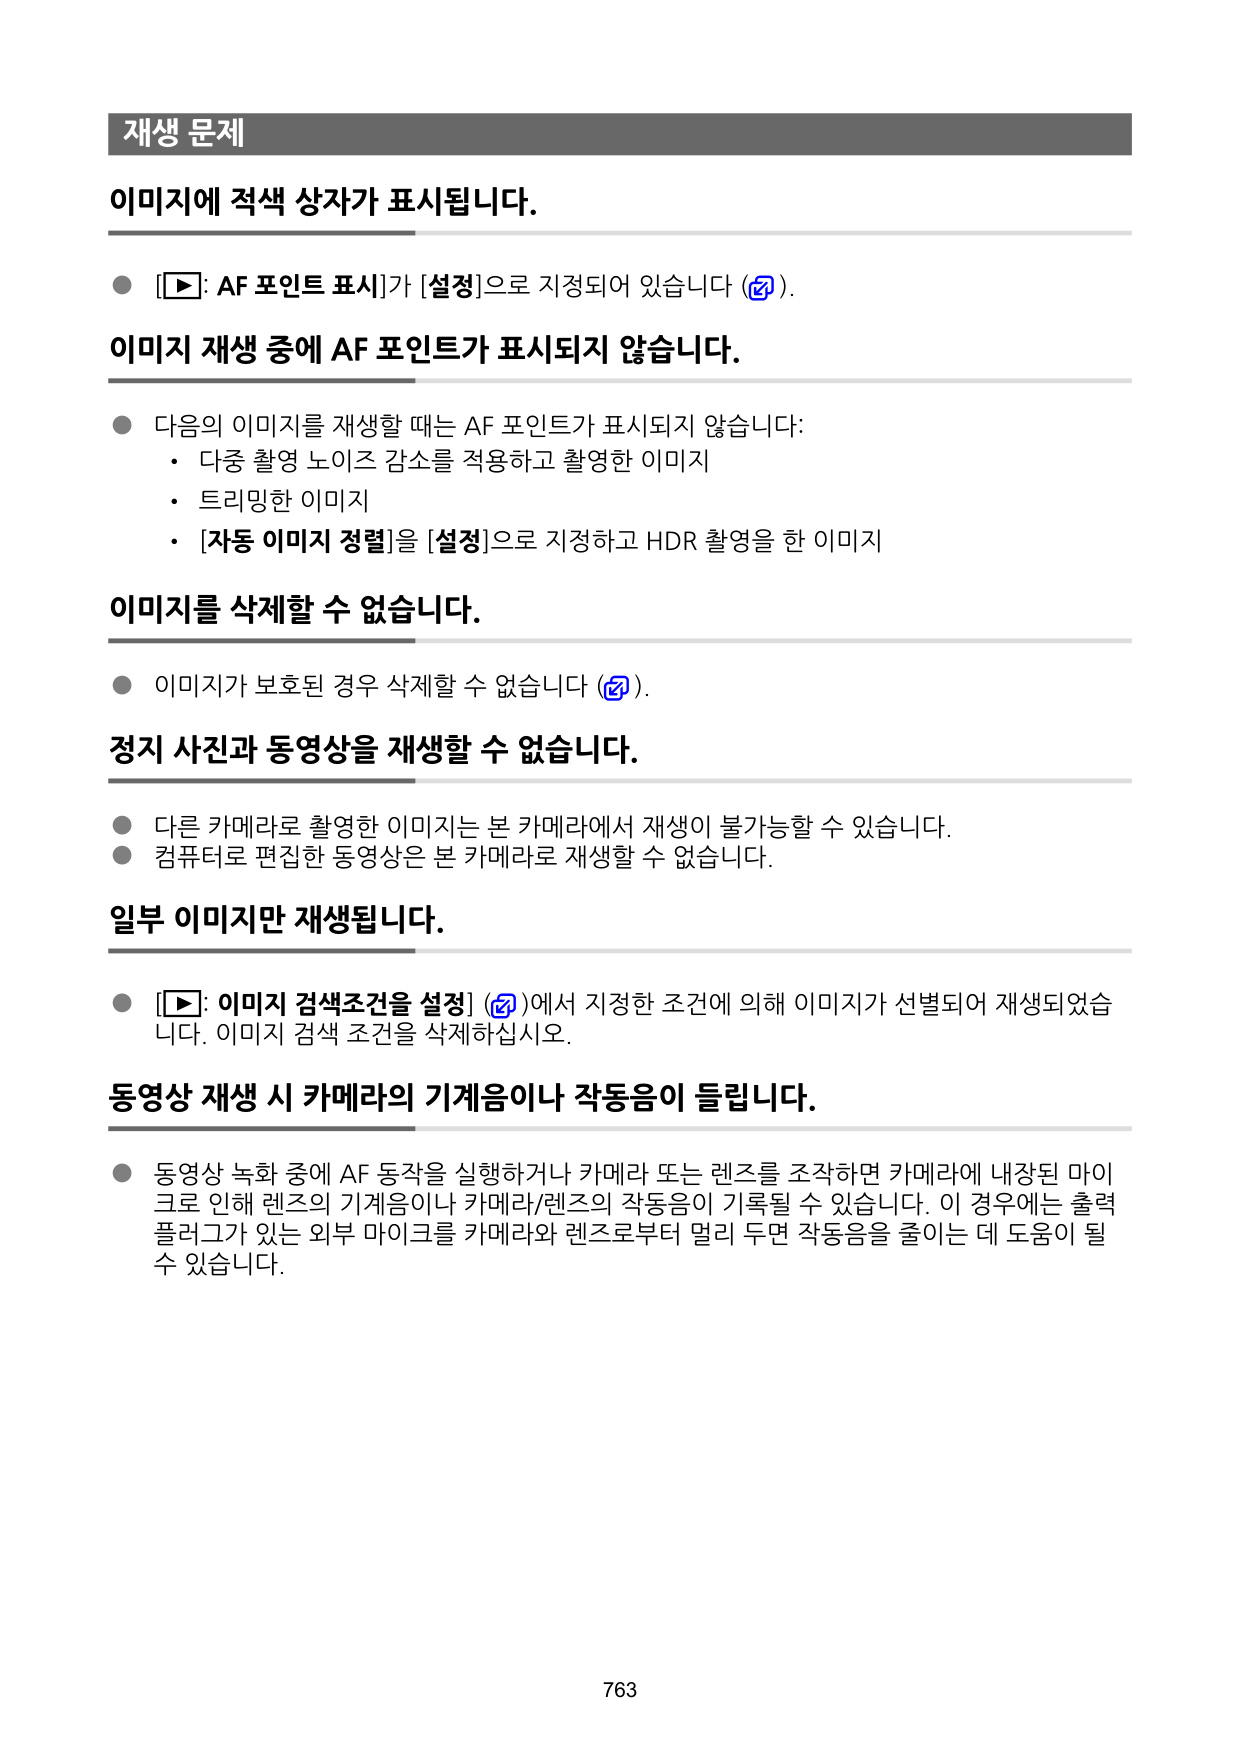 재생 문제
이미지에 적색 상자가 표시됩니다.
● [▶: AF 포인트 표시]가 [설정]으로 지정되어 있습니다 ( ).
이미지 재생 중에 AF 포인트가 표시되지 않습니다.
● 다음의 이미지를 재생할 때는 AF 포인트가 표시되지 않습니다:
• 다중 촬영 노이즈 감소를 적용하고 촬영한 이미지
• 트리밍한 이미지
• [자동 이미지 정렬]을 [설정]으로 지정하고 HDR 촬영을 한 이미지
이미지를 삭제할 수 없습니다.
● 이미지가 보호된 경우 삭제할 수 없습니다 ( ).
정지 사진과 동영상을 재생할 수 없습니다.
● 다른 카메라로 촬영한 이미지는 본 카메라에서 재생이 불가능할 수 있습니다.
● 컴퓨터로 편집한 동영상은 본 카메라로 재생할 수 없습니다.
일부 이미지만 재생됩니다.
● [▶: 이미지 검색조건을 설정] ( )에서 지정한 조건에 의해 이미지가 선별되어 재생되었습
니다. 이미지 검색 조건을 삭제하십시오.
동영상 재생 시 카메라의 기계음이나 작동음이 들립니다.
● 동영상 녹화 중에 AF 동작을 실행하거나 카메라 또는 렌즈를 조작하면 카메라에 내장된 마이
크로 인해 렌즈의 기계음이나 카메라/렌즈의 작동음이 기록될 수 있습니다. 이 경우에는 출력
플러그가 있는 외부 마이크를 카메라와 렌즈로부터 멀리 두면 작동음을 줄이는 데 도움이 될
수 있습니다.
763